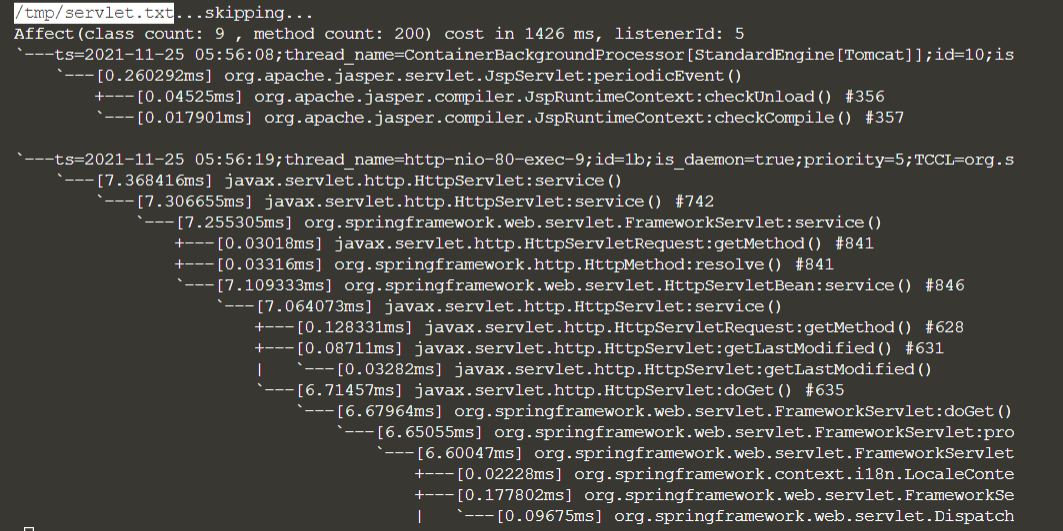 /tmp/servlet.txt...skipping...
Affect(class count: 9 , method count: 200) cost in 1426 ms, listenerId: 5
`---ts=2021-11-25 05:56:08;thread_name=ContainerBackgroundProcessor[StandardEngine[Tomcat]];id=10;is
    `---[0.260292ms] org.apache.jasper.servlet.JspServlet:periodicEvent()
        +---[0.04525ms] org.apache.jasper.compiler.JspRuntimeContext:checkUnload() #356
        `---[0.017901ms] org.apache.jasper.compiler.JspRuntimeContext:checkCompile() #357
`---ts=2021-11-25 05:56:19;thread_name=http-nio-80-exec-9;id=1b;is_daemon=true;priority=5;TCCL=org.s
    `---[7.368416ms] javax.servlet.http.HttpServlet:service()
        `---[7.306655ms] javax.servlet.http.HttpServlet:service() #742
            `---[7.255305ms] org.springframework.web.servlet.FrameworkServlet:service()
                +---[0.03018ms] javax.servlet.http.HttpServletRequest:getMethod() #841
                +---[0.03316ms] org.springframework.http.HttpMethod:resolve() #841
                `---[7.109333ms] org.springframework.web.servlet.HttpServletBean:service() #846
                    `---[7.064073ms] javax.servlet.http.HttpServlet:service()
                        +---[0.128331ms] javax.servlet.http.HttpServletRequest:getMethod() #628
                        +---[0.08711ms] javax.servlet.http.HttpServlet:getLastModified() #631
                        |   `---[0.03282ms] javax.servlet.http.HttpServlet:getLastModified()
                        `---[6.71457ms] javax.servlet.http.HttpServlet:doGet() #635
                            `---[6.67964ms] org.springframework.web.servlet.FrameworkServlet:doGet()
                                `---[6.65055ms] org.springframework.web.servlet.FrameworkServlet:pro
                                    `---[6.60047ms] org.springframework.web.servlet.FrameworkServlet
                                        +---[0.02228ms] org.springframework.context.i18n.LocaleConte
                                        +---[0.177802ms] org.springframework.web.servlet.FrameworkSe
                                        |   `---[0.09675ms] org.springframework.web.servlet.Dispatch